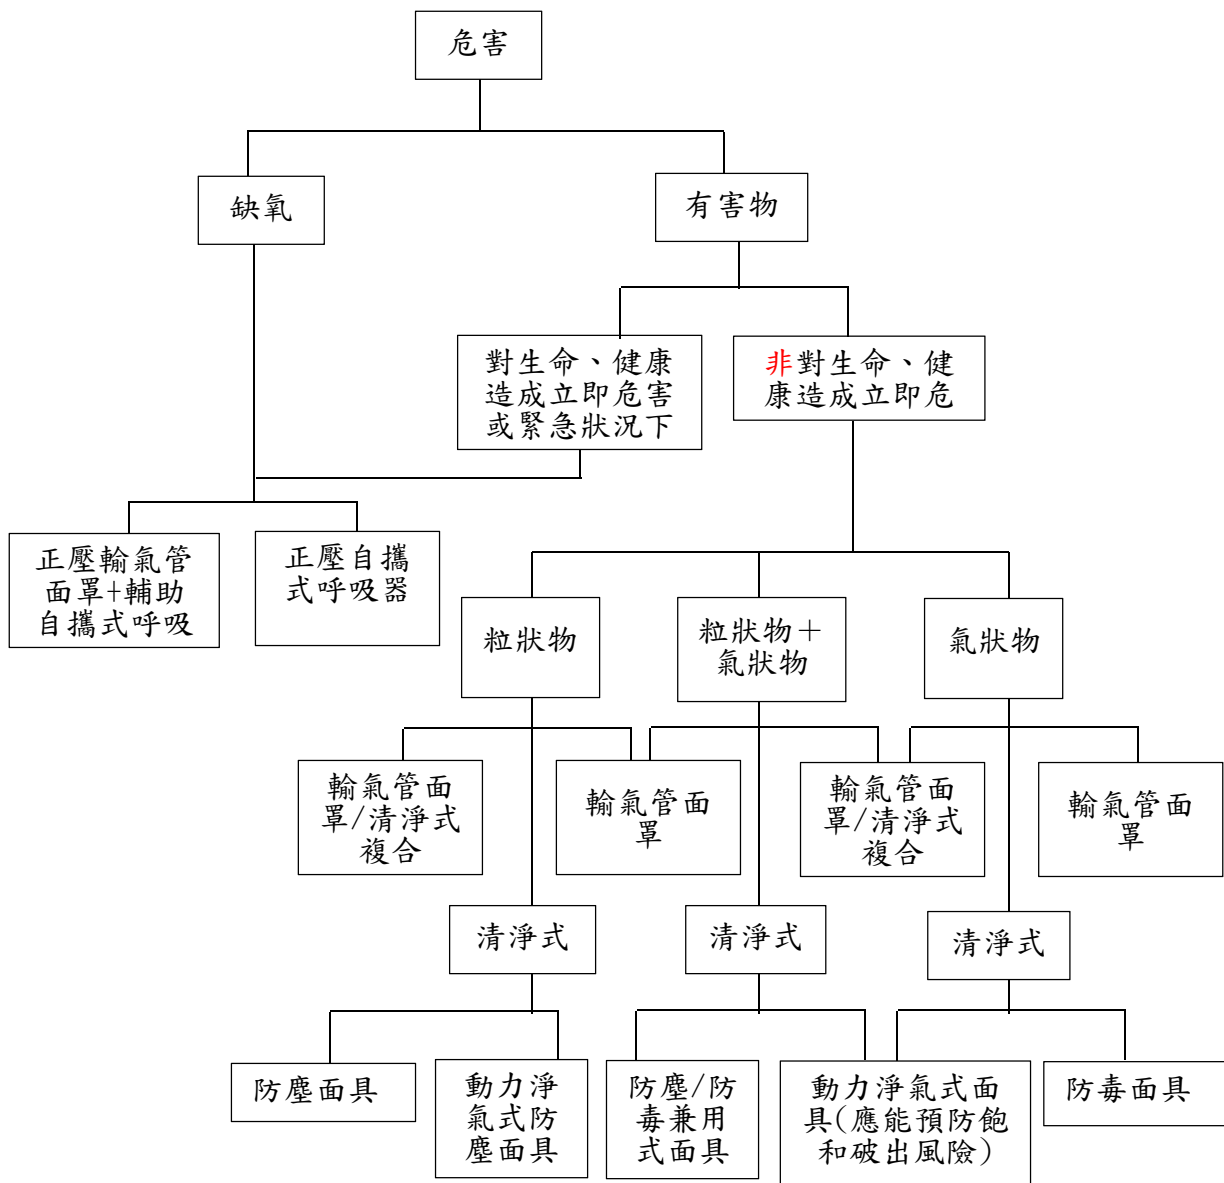 危害
缺氧
有害物
對生命、健康
造成立即危害
或緊急狀況下
非對生命、健
康造成立即危
正壓輸氣管
面罩+輔助
自攜式呼吸
正壓自攜
式呼吸器
粒狀物
粒狀物＋
氣狀物
氣狀物
輸氣管面
罩/清淨式
複合
輸氣管面
罩
輸氣管面
罩/清淨式
複合
輸氣管面
罩
清淨式
清淨式
清淨式
防塵面具
動力淨
氣式防
塵面具
防塵/防
毒兼用
式面具
動力淨氣式面
具(應能預防飽
和破出風險)
防毒面具